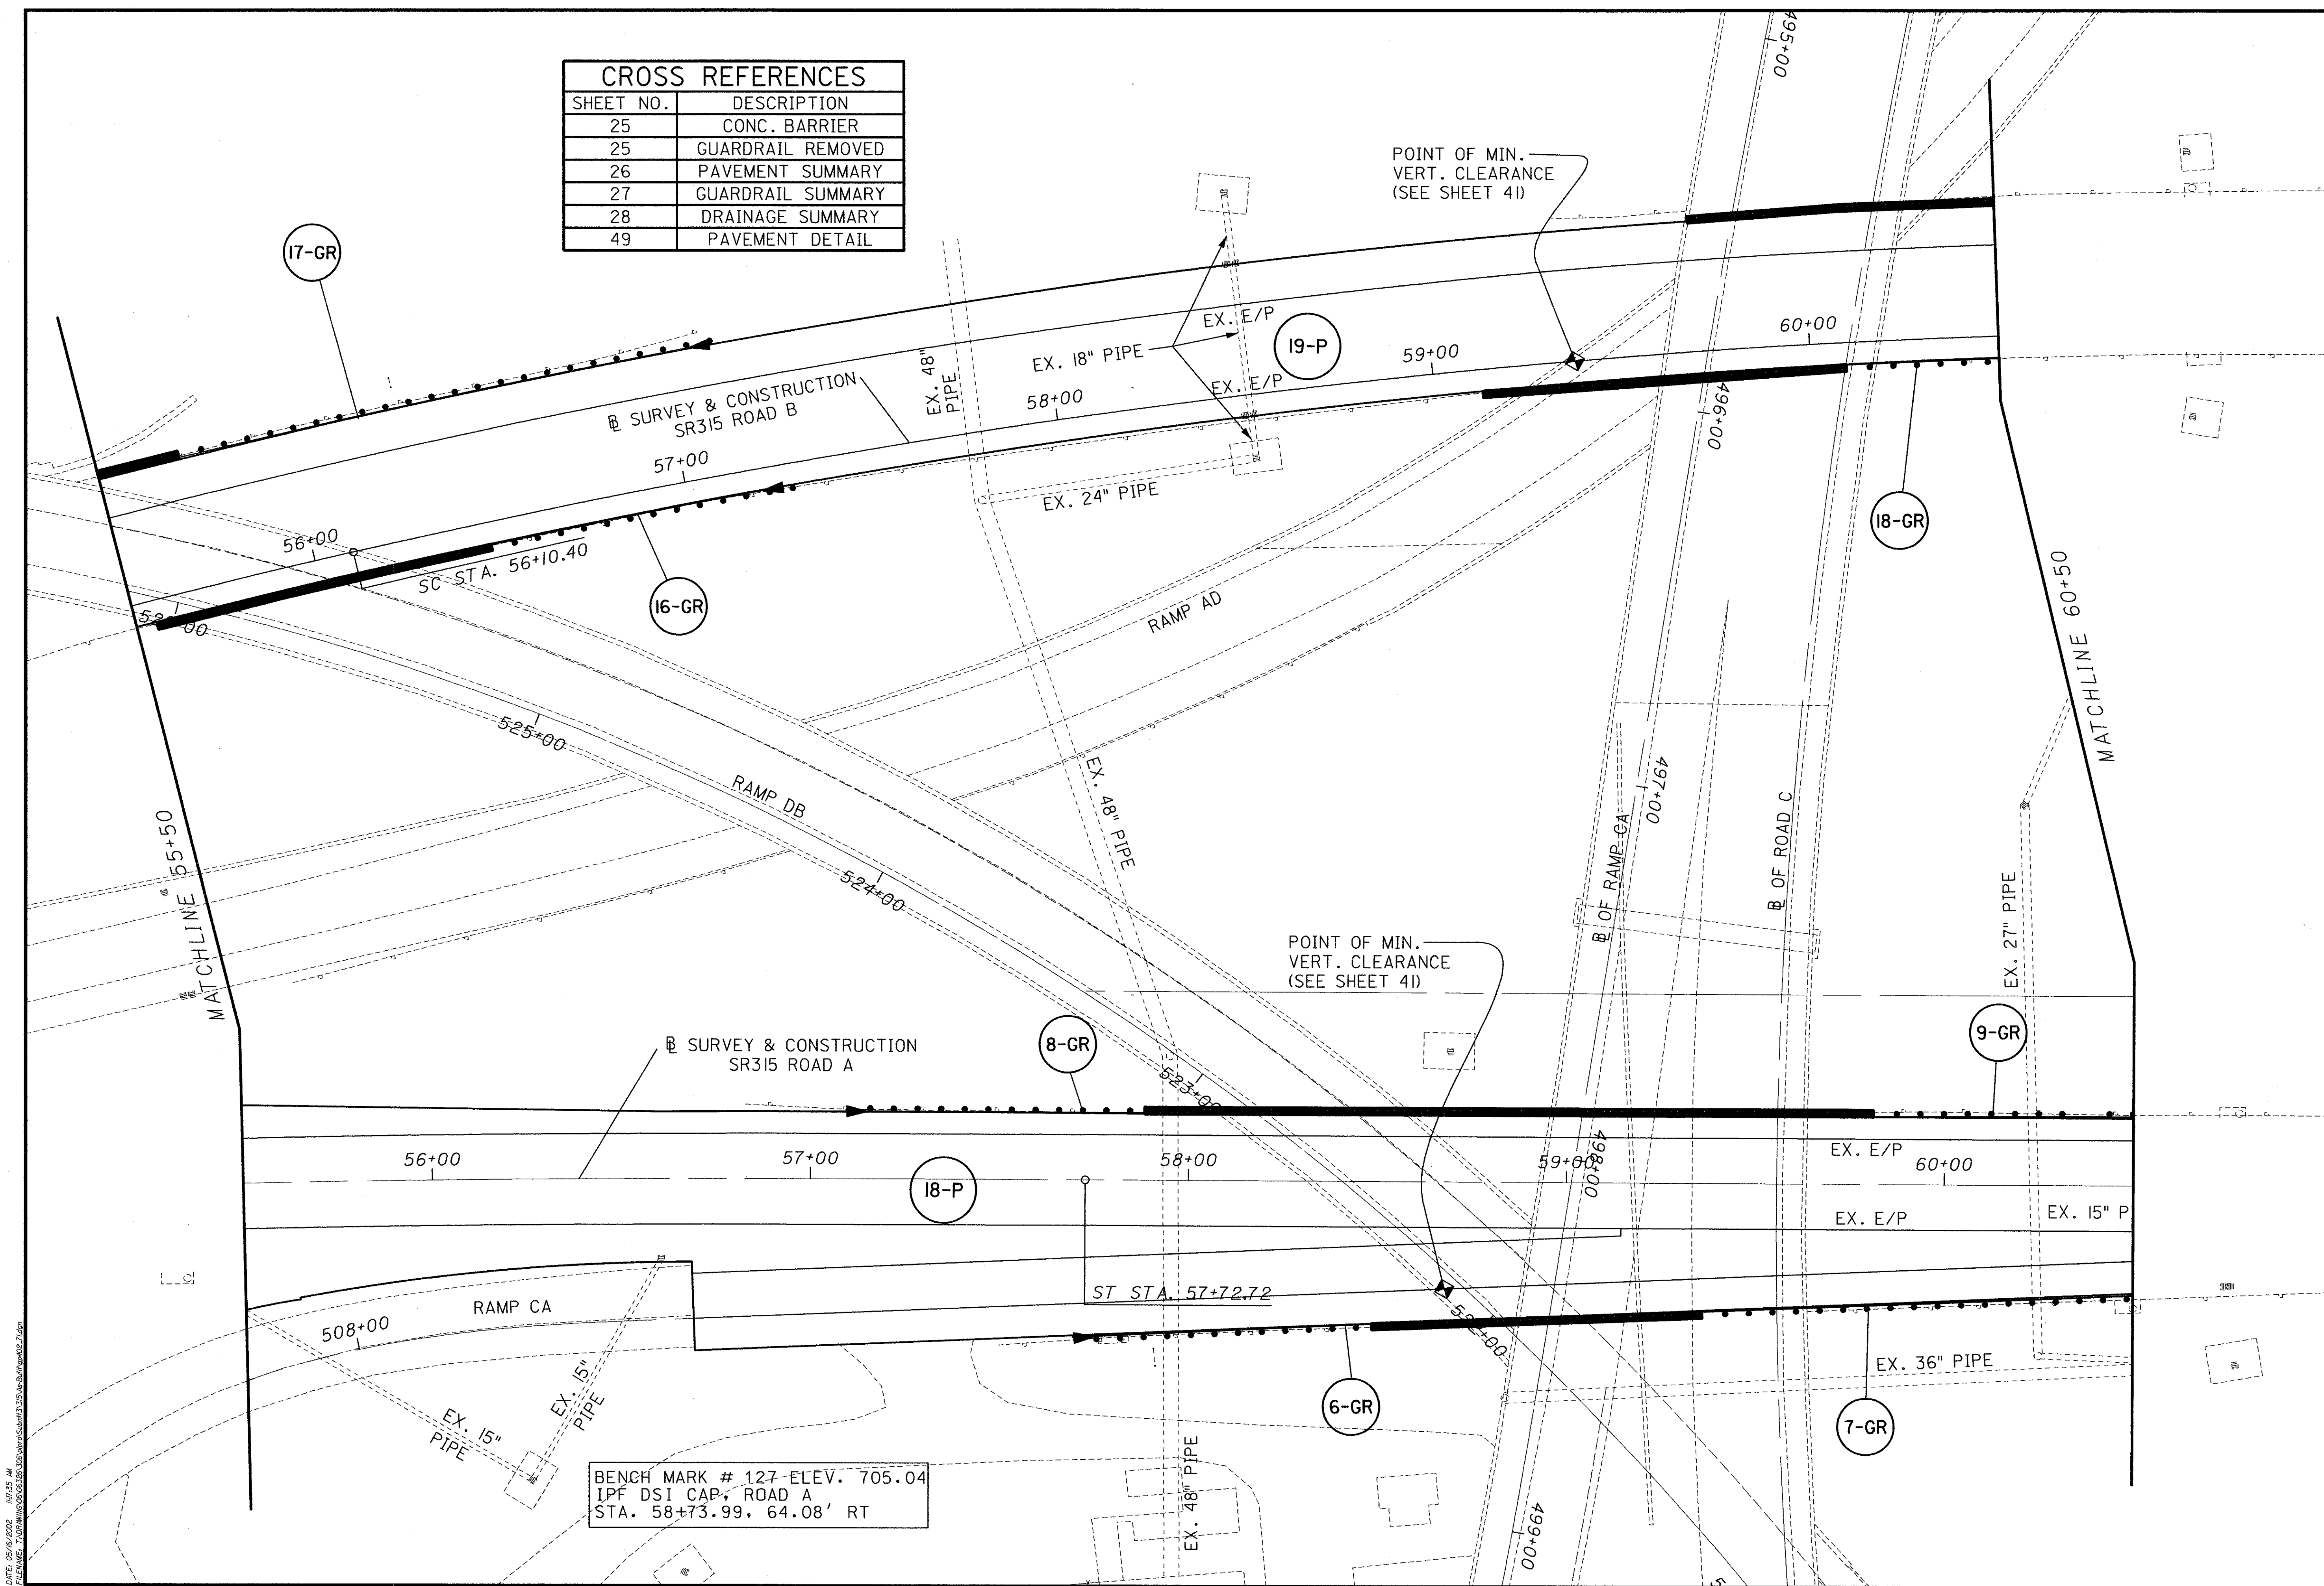 CROSS REFERENCES
SHEET NO. DESCRIPTION
25 CONC. BARRIER
25 GUARDRAIL REMOVED
26 PAVEMENT SUMMARY
27 GUARDRAIL SUMMARY
28 DRAINAGE SUMMARY
49 PAVEMENT DETAIL
495+00
POINT OF MIN.
VERT. CLEARANCE
(SEE SHEET 41)
17-GR
EX. E/P
19-P
60+00
EX. 18" PIPE
59+00
EX. 48"
PIPE
EX. E/P
58+00
℄ SURVEY & CONSTRUCTION
SR315 ROAD B
496+00
57+00
EX. 24" PIPE
18-GR
56+00
SC STA. 56+10.40
16-GR
RAMP AD
MATCHLINE 60+50
525+00
RAMP DB
EX. 48" PIPE
497+00
524+00
MATCHLINE 55+50
℄ OF RAMP CA
℄ OF ROAD C
EX. 27" PIPE
POINT OF MIN.
VERT. CLEARANCE
(SEE SHEET 41)
℄ SURVEY & CONSTRUCTION
SR315 ROAD A
8-GR
9-GR
523+00
EX. E/P
56+00
57+00
58+00
59+00
498+00
60+00
18-P
EX. E/P
EX. 15" P
ST STA. 57+72.72
RAMP CA
508+00
522+00
EX. 36" PIPE
EX. 15"
PIPE
EX. 15"
PIPE
6-GR
7-GR
EX. 48" PIPE
BENCH MARK # 127 ELEV. 705.04
IPF DSI CAP, ROAD A
STA. 58+73.99, 64.08' RT
499+00
DATE: 05/16/2002